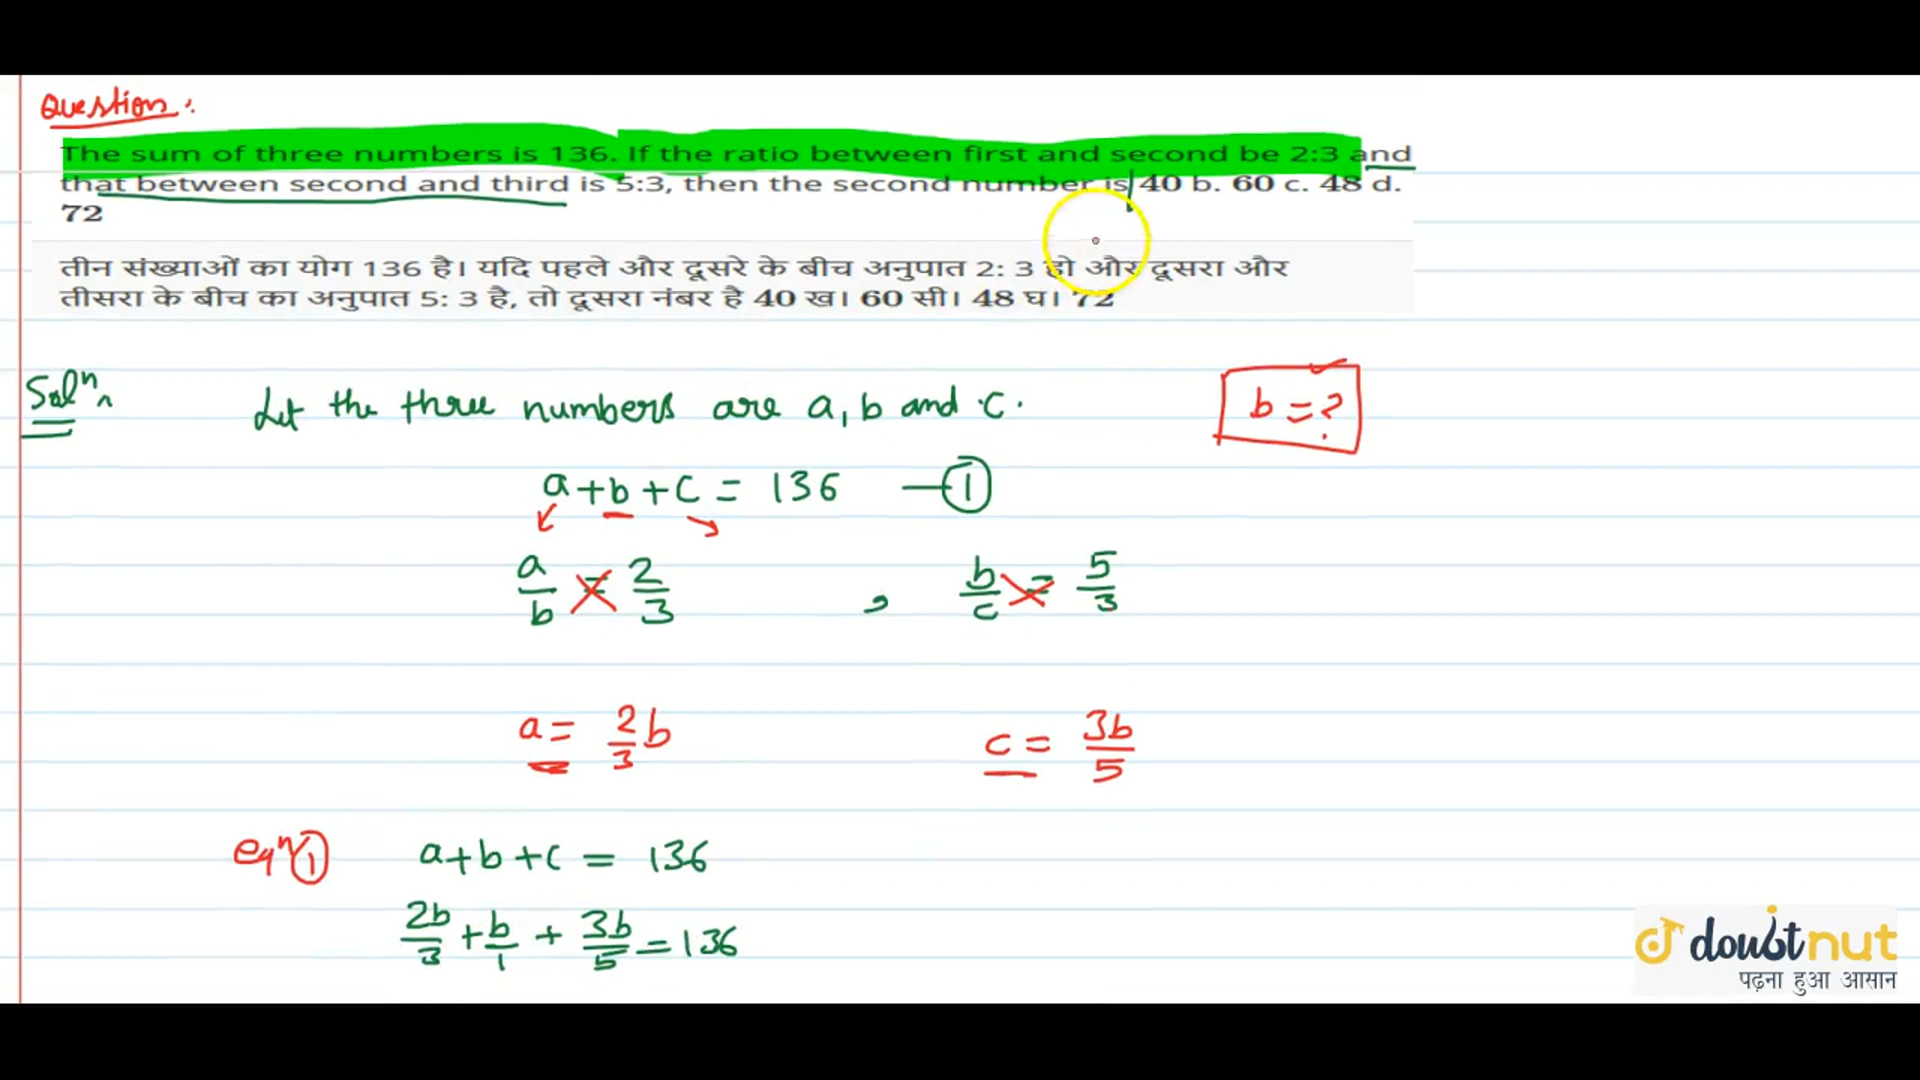 Question:
The sum of three numbers is 136. If the ratio between first and second be 2:3 and
that between second and third is 5:3, then the second number is 40 b. 60 c. 48 d.
72
तीन संख्याओं का योग 136 है। यदि पहले और दूसरे के बीच अनुपात 2: 3 हो और दूसरा और
तीसरा के बीच का अनुपात 5: 3 है, तो दूसरा नंबर है 40 ख। 60 सी। 48 घ। 72
Solⁿ
Let the three numbers are a, b and c.
b = ?
a + b + c = 136 — ①
a/b = 2/3 , b/c = 5/3
a = 2/3 b
c = 3b/5
eqⁿ ① a + b + c = 136
2b/3 + b/1 + 3b/5 = 136
doubtnut
पढ़ना हुआ आसान